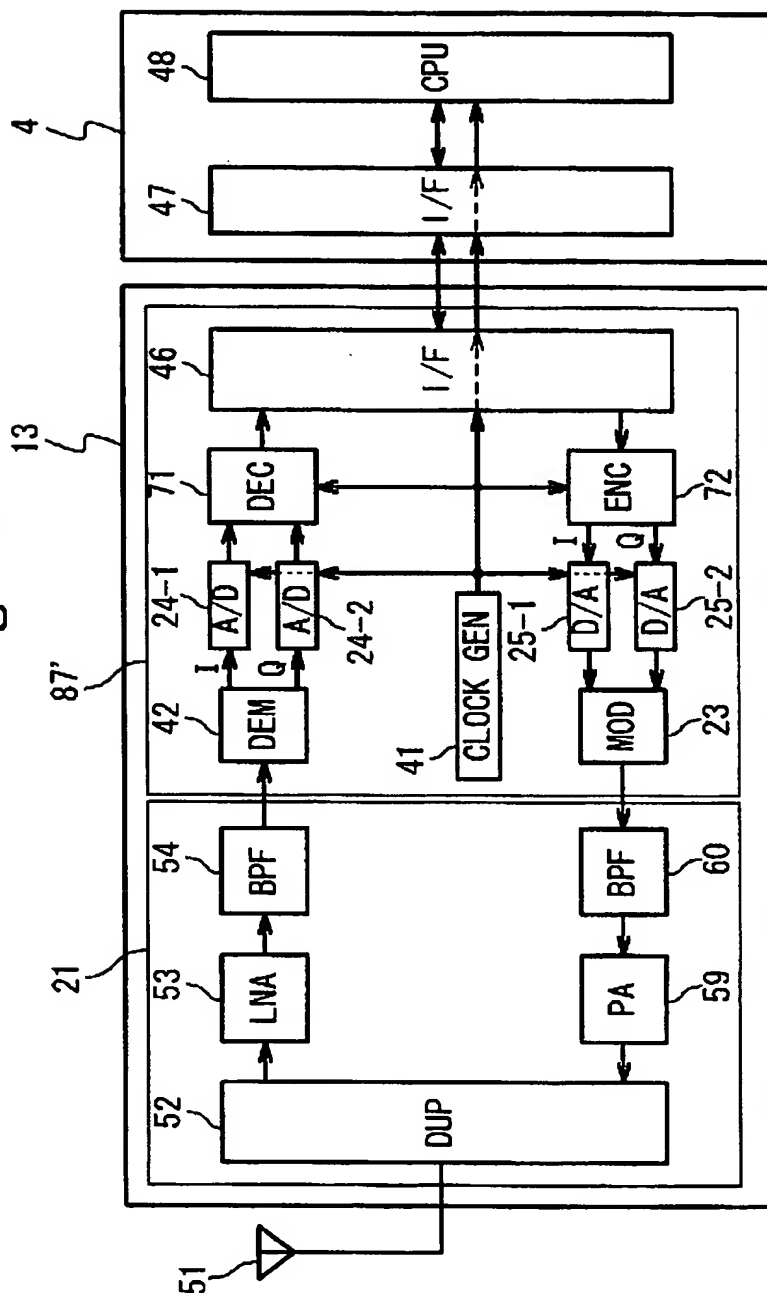 13
4
21
87'
52
53
54
42
24-1
71
46
47
48
DUP
LNA
BPF
DEM
I
Q
A/D
A/D
24-2
DEC
I/F
I/F
CPU
51
41
CLOCK GEN
25-1
I
Q
PA
BPF
MOD
D/A
D/A
ENC
59
60
23
25-2
72